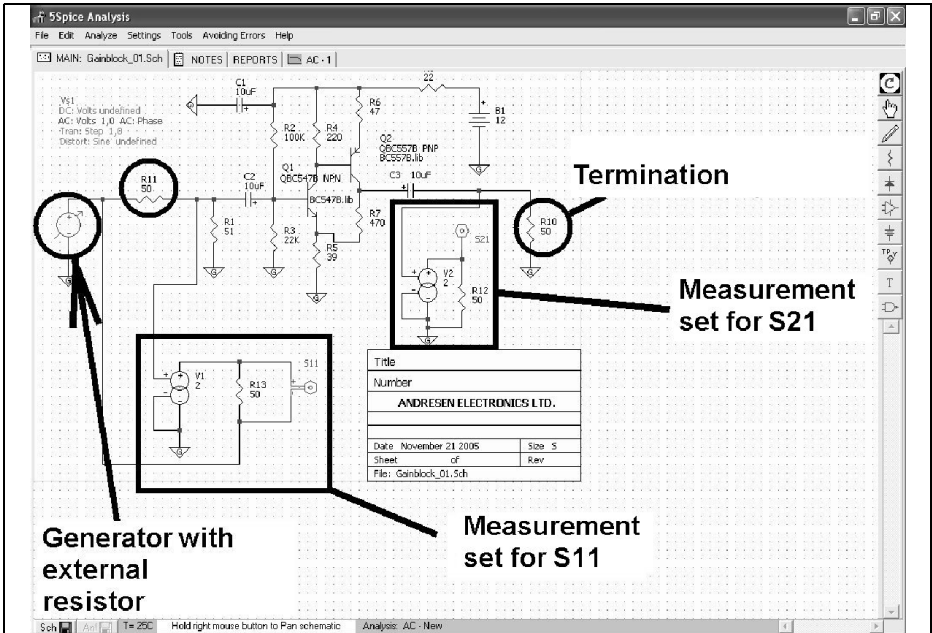 5Spice Analysis
File Edit Analyze Settings Tools Avoiding Errors Help
MAIN: Gainblock_01.Sch NOTES REPORTS AC - 1
Vs1
DC: Volts undefined
AC: Volts 1,0 AC: Phase
Tran: Step 1,8
Distort: Sine undefined
C1
10uF
22
R6
47
B1
12
R2
100K
R4
220
Q2
QBC557B PNP
BC557B.lib
Q1
QBC547B NPN
BC547B.lib
R11
50
C2
10uF
C3 10uF
Termination
R1
51
R3
22K
R5
39
R7
470
S21
R10
50
V2
2
R12
50
Measurement
set for S21
V1
2
R13
50
S11
Title
Number
ANDRESEN ELECTRONICS LTD.
Date November 21 2005 Size S
Sheet of Rev
File: Gainblock_01.Sch
Generator with
external
resistor
Measurement
set for S11
Sch T= 25C Hold right mouse button to Pan schematic Analysis: AC - New